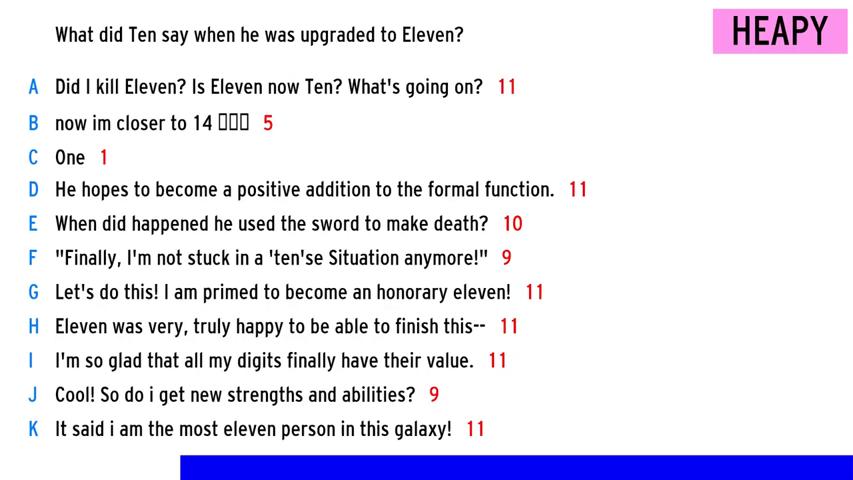 What did Ten say when he was upgraded to Eleven?
HEAPY
A Did I kill Eleven? Is Eleven now Ten? What's going on? 11
B now im closer to 14 ▯▯▯ 5
C One 1
D He hopes to become a positive addition to the formal function. 11
E When did happened he used the sword to make death? 10
F "Finally, I'm not stuck in a 'ten'se Situation anymore!" 9
G Let's do this! I am primed to become an honorary eleven! 11
H Eleven was very, truly happy to be able to finish this-- 11
I I'm so glad that all my digits finally have their value. 11
J Cool! So do i get new strengths and abilities? 9
K It said i am the most eleven person in this galaxy! 11